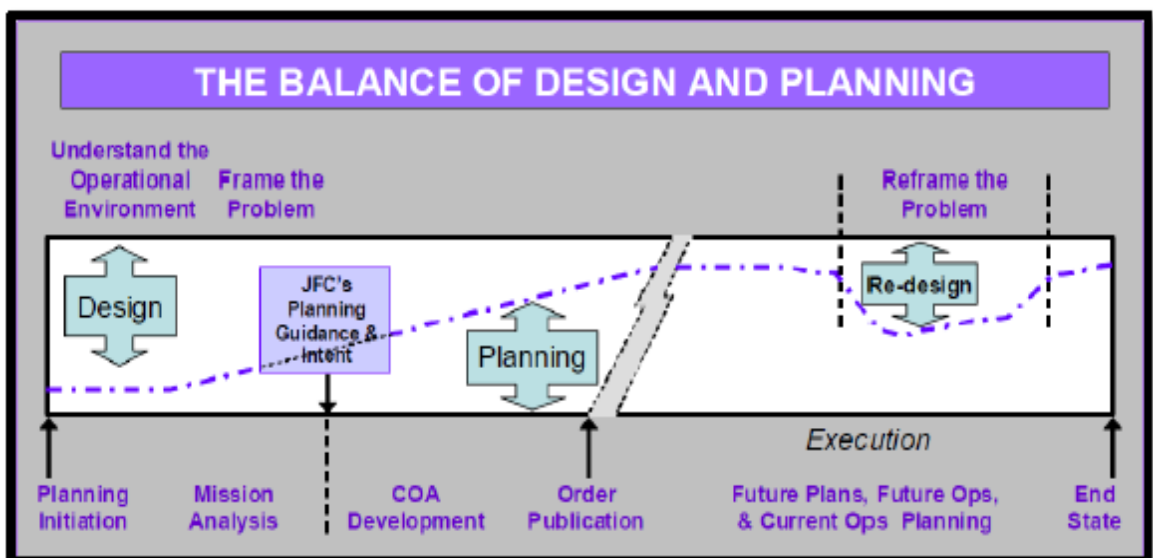 THE BALANCE OF DESIGN AND PLANNING
Understand the
Operational
Environment
Frame the
Problem
Reframe the
Problem
Design
JFC's
Planning
Guidance &
Intent
Planning
Re-design
Execution
Planning
Initiation
Mission
Analysis
COA
Development
Order
Publication
Future Plans, Future Ops,
& Current Ops Planning
End
State